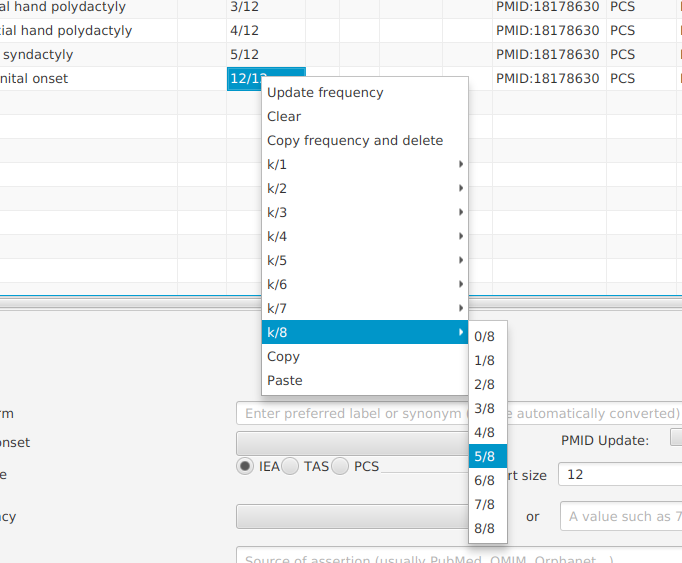 al hand polydactyly 3/12 PMID:18178630 PCS
ial hand polydactyly 4/12 PMID:18178630 PCS
syndactyly 5/12 PMID:18178630 PCS
nital onset 12/12 PMID:18178630 PCS
Update frequency
Clear
Copy frequency and delete
k/1
k/2
k/3
k/4
k/5
k/6
k/7
k/8
Copy
Paste
0/8
1/8
2/8
3/8
4/8
5/8
6/8
7/8
8/8
rm Enter preferred label or synonym ( e automatically converted)
onset PMID Update:
e IEA TAS PCS rt size 12
cy or A value such as 7
Source of assertion (usually PubMed, OMIM, Orphanet...)